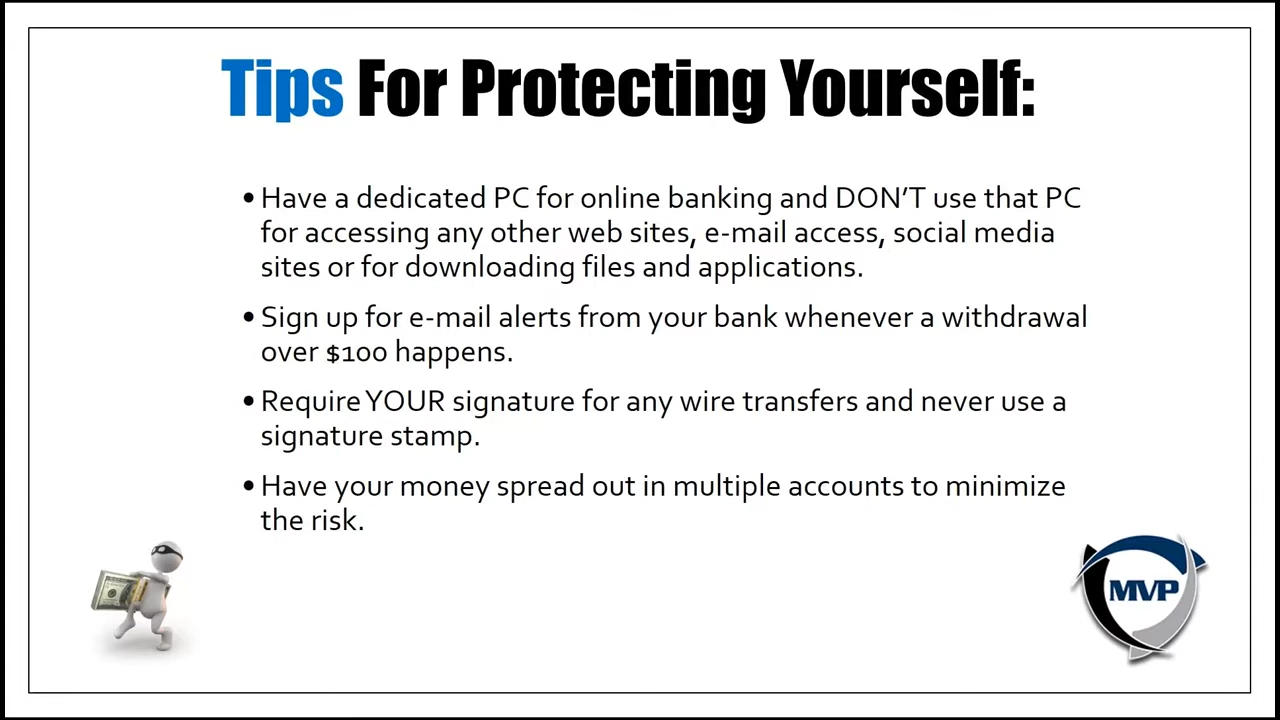 Tips For Protecting Yourself:
•Have a dedicated PC for online banking and DON’T use that PC
for accessing any other web sites, e-mail access, social media
sites or for downloading files and applications.
•Sign up for e-mail alerts from your bank whenever a withdrawal
over $100 happens.
•Require YOUR signature for any wire transfers and never use a
signature stamp.
•Have your money spread out in multiple accounts to minimize
the risk.
MVP